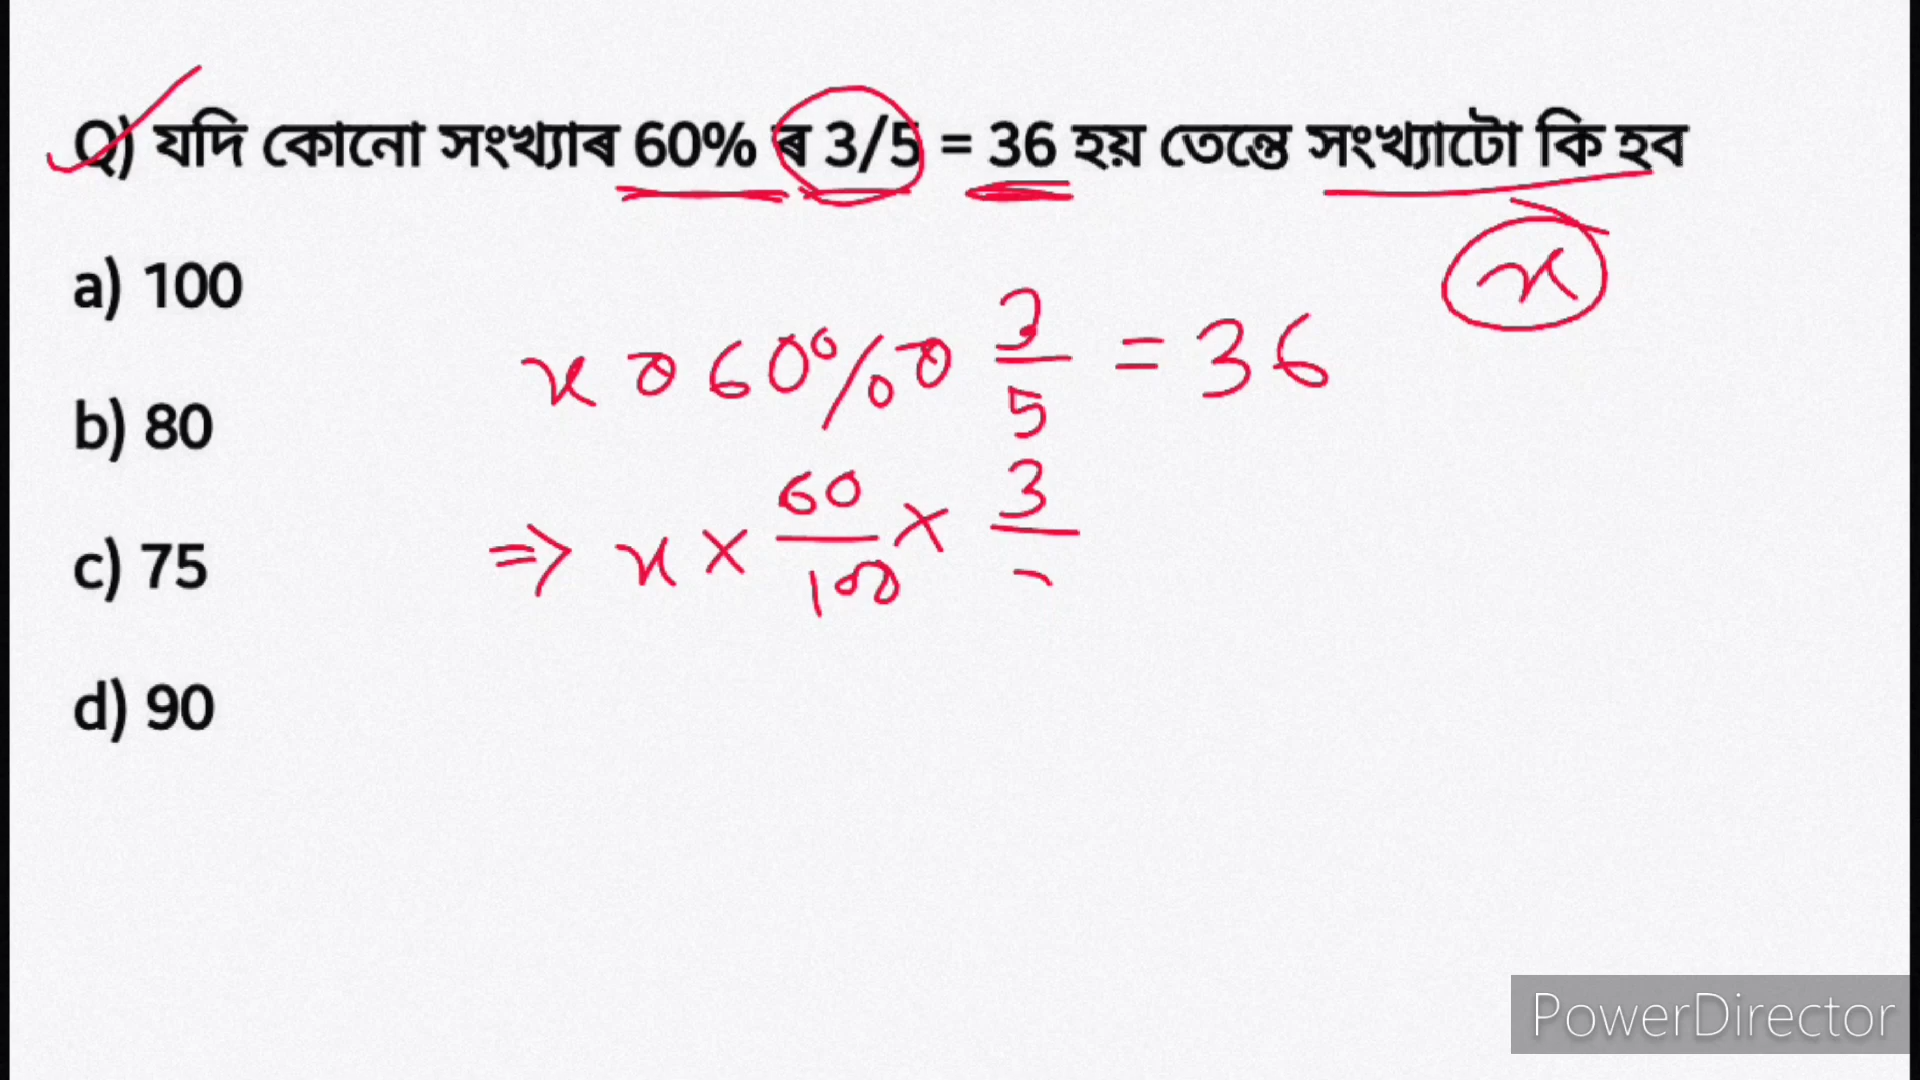 Q) যদি কোনো সংখ্যাৰ 60% ৰ 3/5 = 36 হয় তেন্তে সংখ্যাটো কি হব
x
a) 100
x o 60% o 3/5 = 36
b) 80
⇒ x × 60/100 × 3/
c) 75
d) 90
PowerDirector